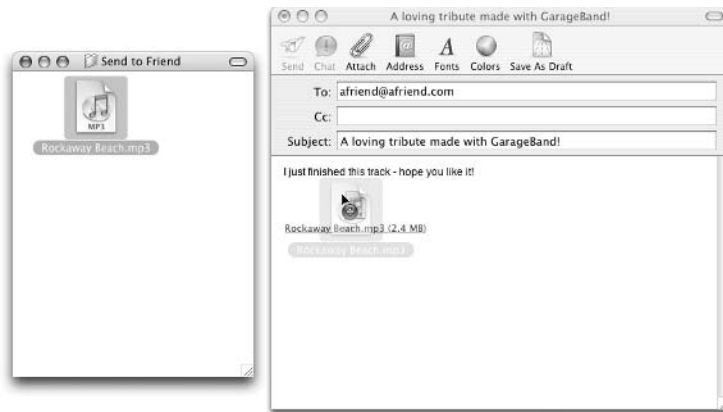 Send to Friend
MP3
Rockaway Beach.mp3
A loving tribute made with GarageBand!
Send Chat Attach Address Fonts Colors Save As Draft
To: afriend@afriend.com
Cc:
Subject: A loving tribute made with GarageBand!
I just finished this track - hope you like it!
Rockaway Beach.mp3 (2.4 MB)
Rockaway Beach.mp3